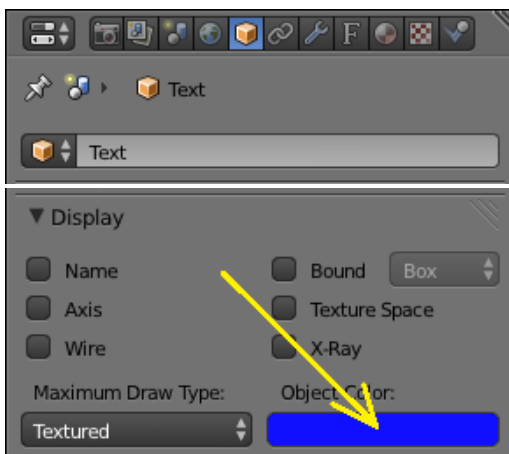 F
Text
Text
Display
Name
Bound Box
Axis
Texture Space
Wire
X-Ray
Maximum Draw Type: Object Color:
Textured